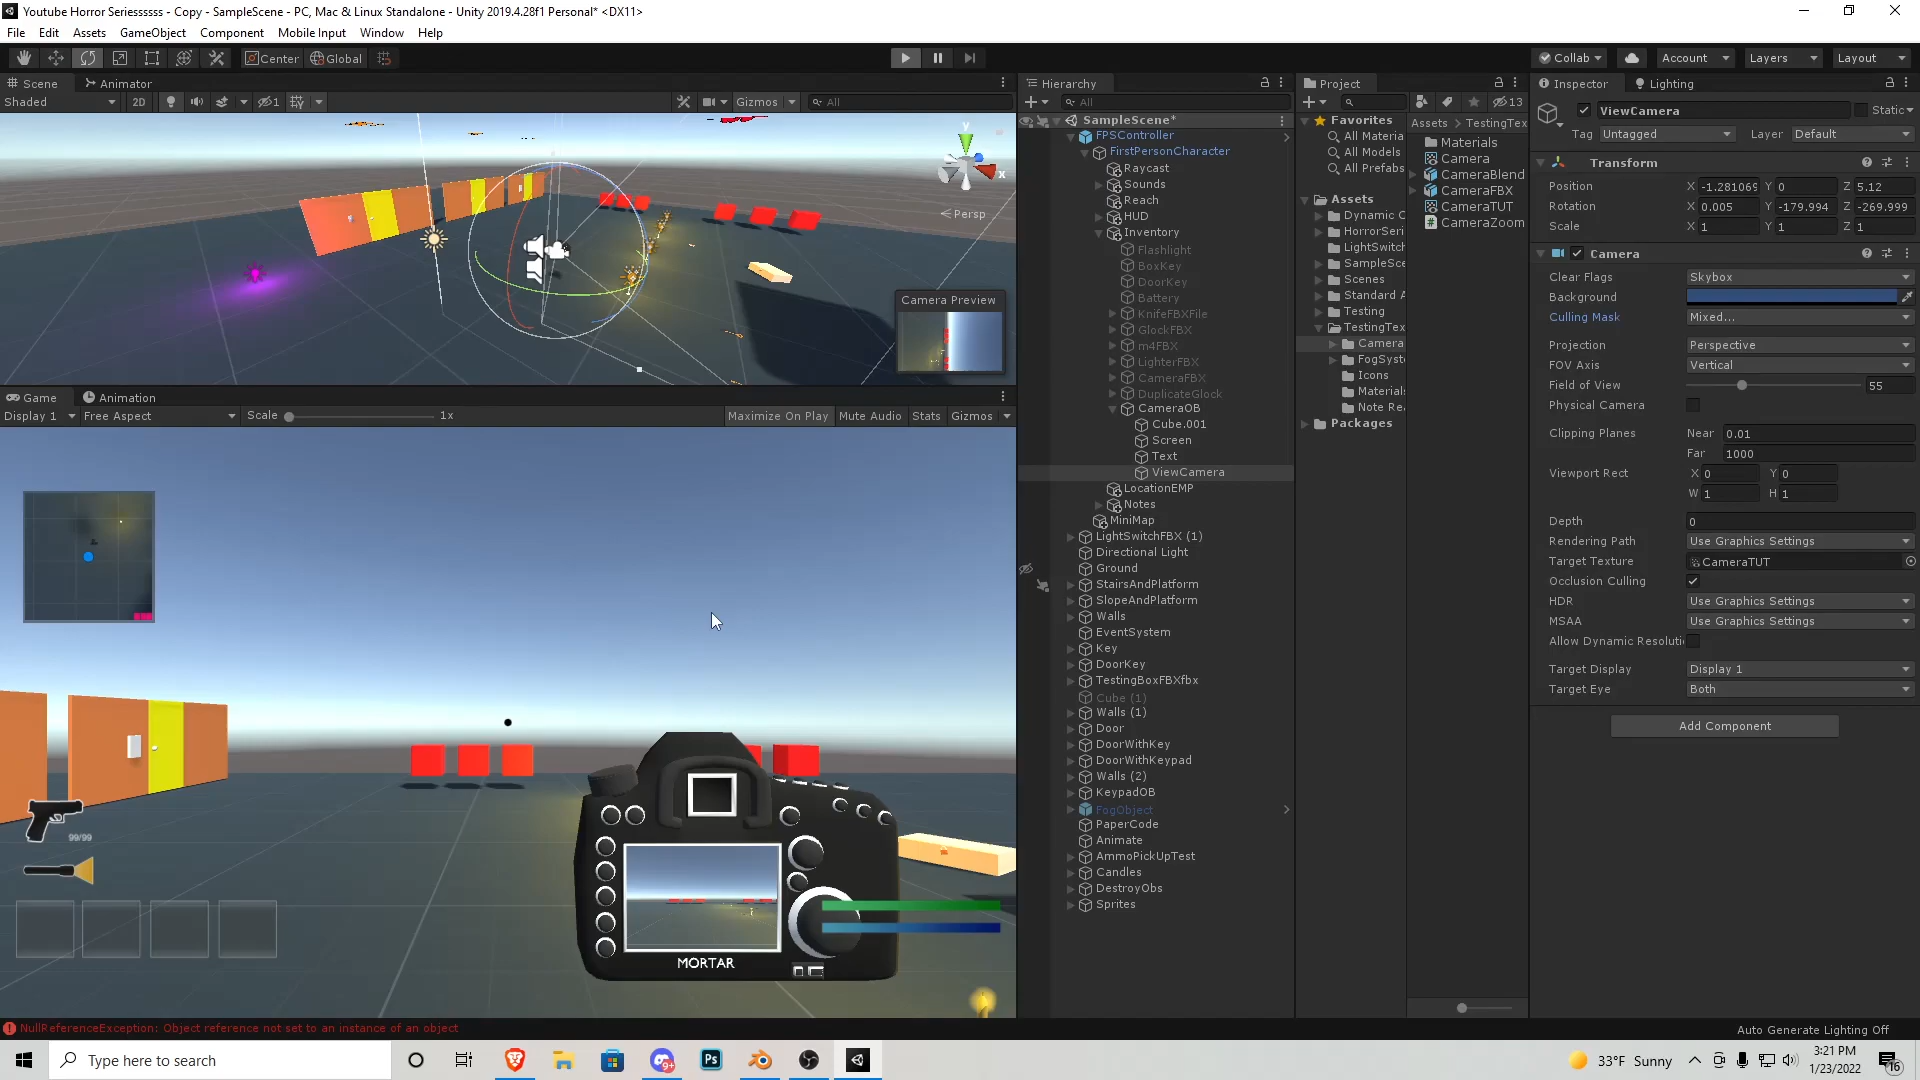 Youtube Horror Seriesssss - Copy - SampleScene - PC, Mac & Linux Standalone - Unity 2019.4.28f1 Personal* <DX11>
File Edit Assets GameObject Component Mobile Input Window Help
Center Global Collab Account Layers Layout
Scene Animator
Shaded 2D 1 Gizmos All
y
x
Persp
Camera Preview
Game Animation
Display 1 Free Aspect Scale 1x Maximize On Play Mute Audio Stats Gizmos
99/99
MORTAR
Hierarchy
All
SampleScene*
FPSController
FirstPersonCharacter
Raycast
Sounds
Reach
HUD
Inventory
Flashlight
BoxKey
DoorKey
Battery
KnifeFBXFile
GlockFBX
m4FBX
LighterFBX
CameraFBX
DuplicateGlock
CameraOB
Cube.001
Screen
Text
ViewCamera
LocationEMP
Notes
MiniMap
LightSwitchFBX (1)
Directional Light
Ground
StairsAndPlatform
SlopeAndPlatform
Walls
EventSystem
Key
DoorKey
TestingBoxFBXfbx
Cube (1)
Walls (1)
Door
DoorWithKey
DoorWithKeypad
Walls (2)
KeypadOB
FogObject
PaperCode
Animate
AmmoPickUpTest
Candles
DestroyObs
Sprites
Project
13
Favorites
All Materia
All Models
All Prefabs
Assets
Dynamic C
HorrorSeri
LightSwitch
SampleSce
Scenes
Standard A
Testing
TestingTex
Camera
FogSyst
Icons
Materials
Note Re
Packages
Assets > TestingTex
Materials
Camera
CameraBlend
CameraFBX
CameraTUT
CameraZoom
Inspector Lighting
ViewCamera Static
Tag Untagged Layer Default
Transform
Position X -1.281069 Y 0 Z 5.12
Rotation X 0.005 Y -179.994 Z -269.999
Scale X 1 Y 1 Z 1
Camera
Clear Flags Skybox
Background
Culling Mask Mixed...
Projection Perspective
FOV Axis Vertical
Field of View 55
Physical Camera
Clipping Planes Near 0.01
Far 1000
Viewport Rect X 0 Y 0
W 1 H 1
Depth 0
Rendering Path Use Graphics Settings
Target Texture CameraTUT
Occlusion Culling
HDR Use Graphics Settings
MSAA Use Graphics Settings
Allow Dynamic Resoluti
Target Display Display 1
Target Eye Both
Add Component
NullReferenceException: Object reference not set to an instance of an object
Auto Generate Lighting Off
Type here to search
9+
Ps
33°F Sunny
3:21 PM
1/23/2022
16